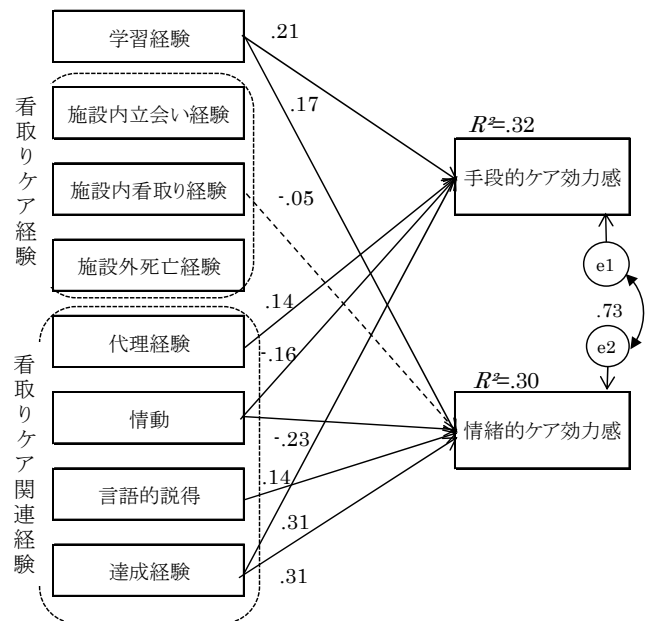 学習経験
施設内立会い経験
施設内看取り経験
施設外死亡経験
看取りケア経験
代理経験
情動
言語的説得
達成経験
看取りケア関連経験
.21
.17
-.05
.14
-.16
-.23
.14
.31
.31
R²=.32
手段的ケア効力感
e1
.73
e2
R²=.30
情緒的ケア効力感